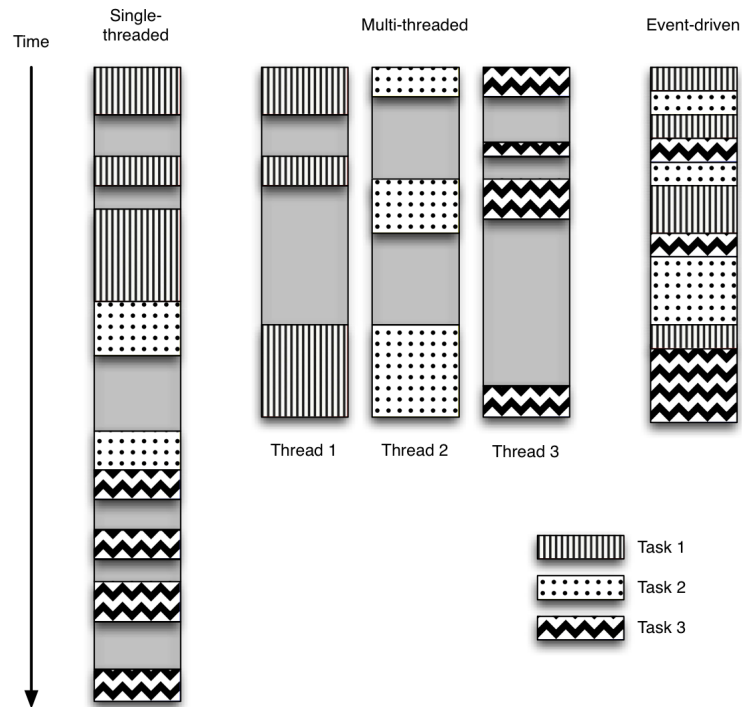 Time
Single-
threaded
Multi-threaded
Event-driven
Thread 1
Thread 2
Thread 3
Task 1
Task 2
Task 3